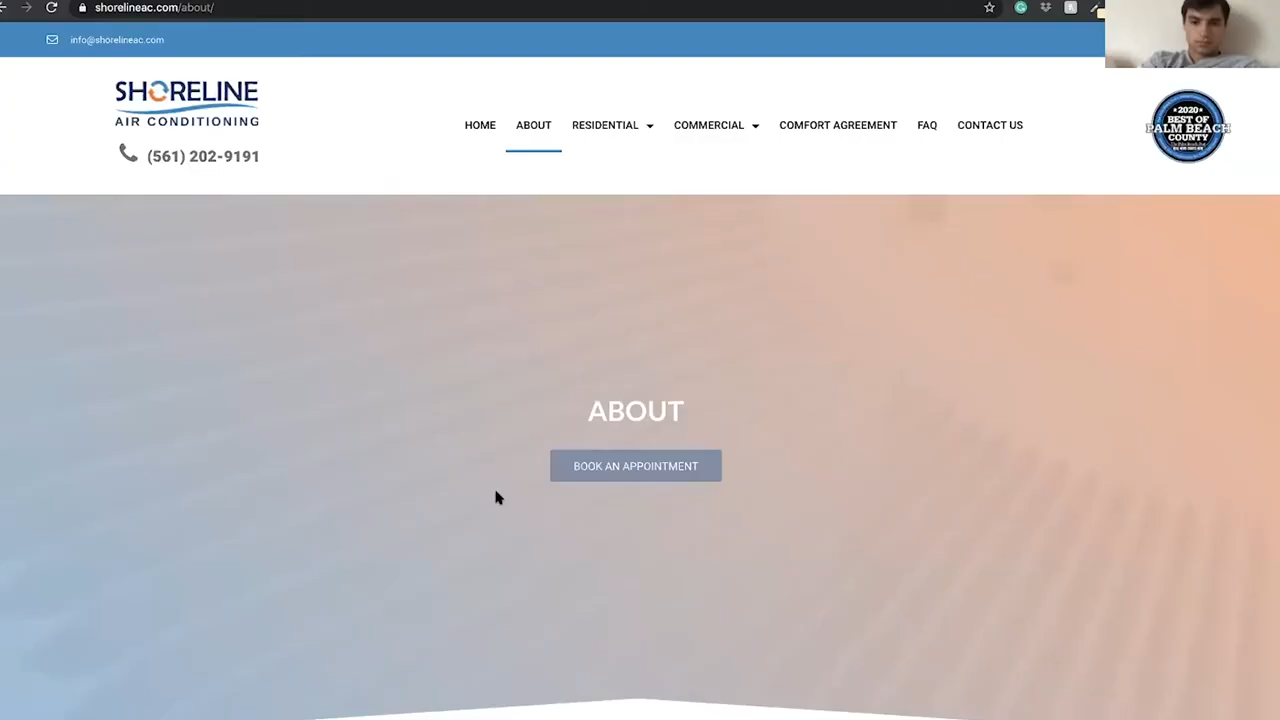 shorelineac.com/about/
info@shorelineac.com
SHORELINE
AIR CONDITIONING
(561) 202-9191
HOME
ABOUT
RESIDENTIAL
COMMERCIAL
COMFORT AGREEMENT
FAQ
CONTACT US
2020
BEST OF
PALM BEACH
COUNTY
ABOUT
BOOK AN APPOINTMENT